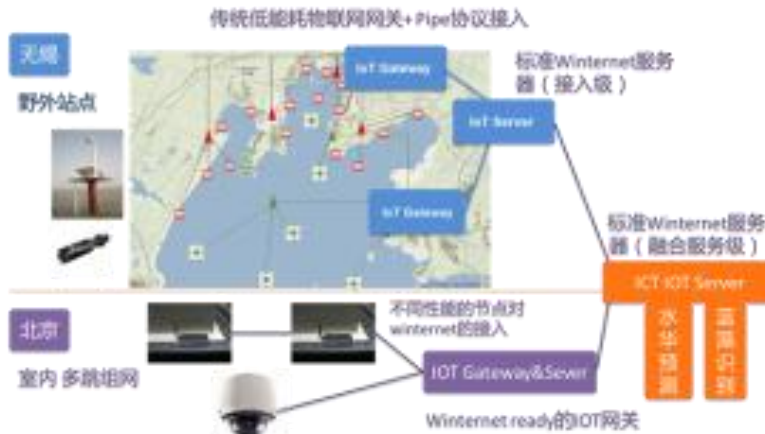 传统低能耗物联网网关+Pipe协议接入
无锡
野外站点
IoT Gateway
标准Winternet服务
器（接入级）
IoT Server
IoT Gateway
标准Winternet服务
器（融合服务级）
ICT IOT Server
水华预测
蓝藻识别
北京
室内 多跳组网
不同性能的节点对
winternet的接入
IOT Gateway&Sever
Winternet ready的IOT网关